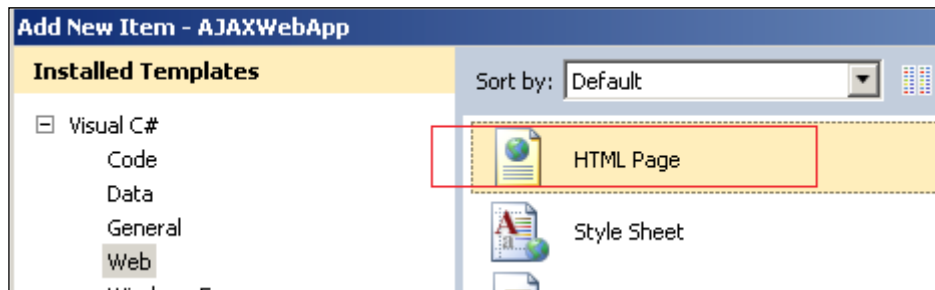 Add New Item - AJAXWebApp
Installed Templates
Sort by: Default
Visual C#
Code
Data
General
Web
HTML Page
Style Sheet